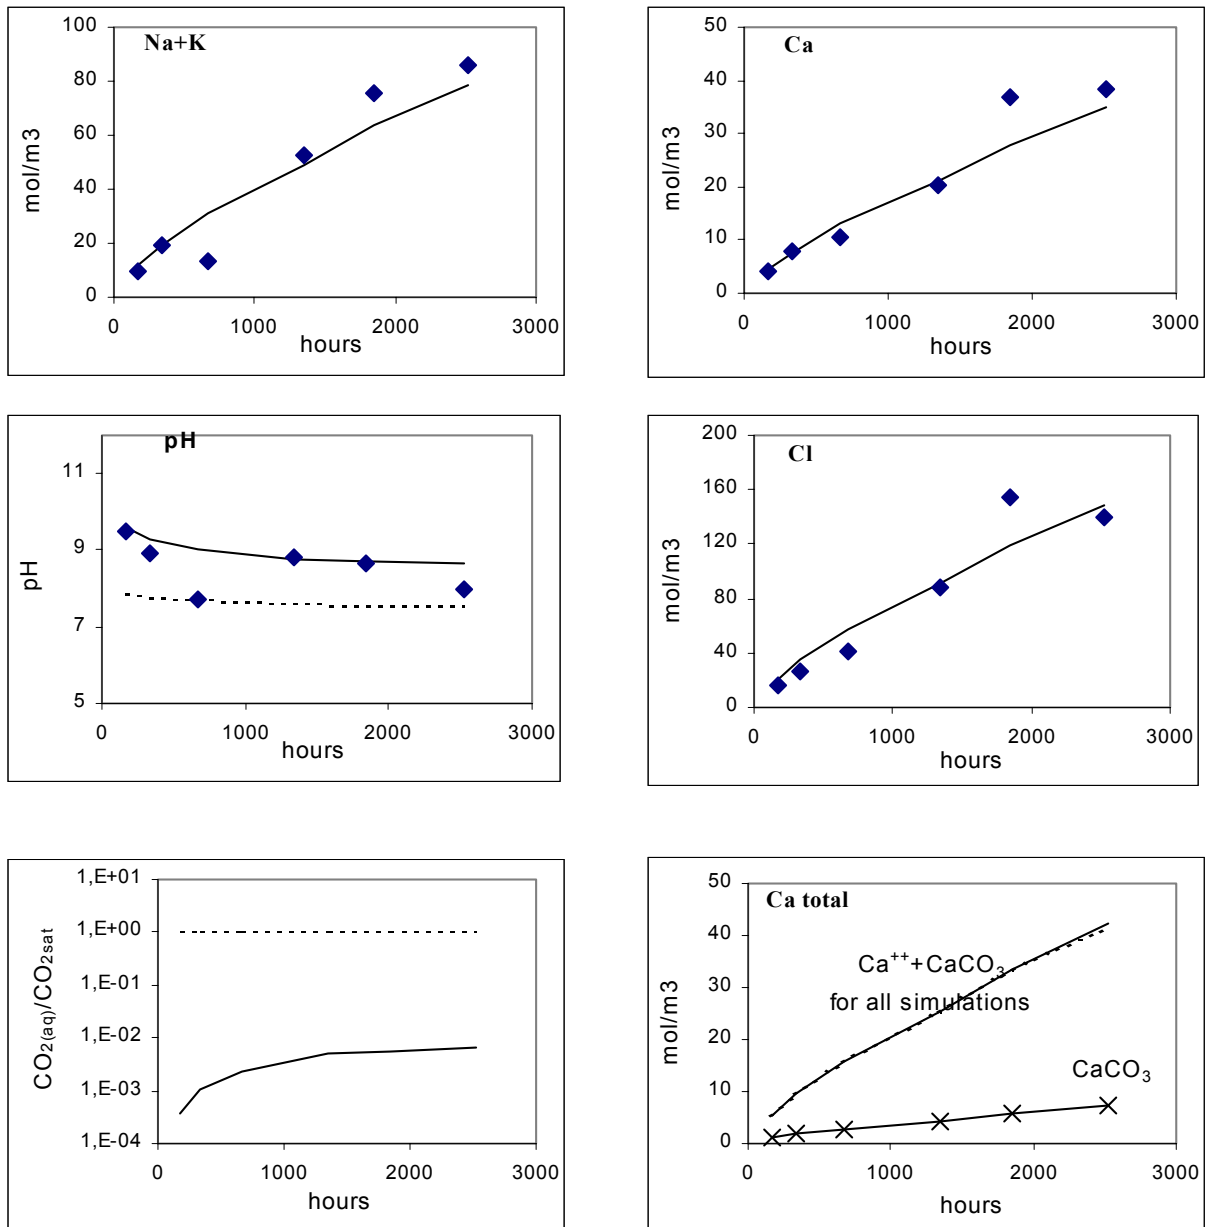 Na+K
mol/m3
100
80
60
40
20
0
0 1000 2000 3000
hours
Ca
mol/m3
50
40
30
20
10
0
0 1000 2000 3000
hours
pH
pH
11
9
7
5
0 1000 2000 3000
hours
Cl
mol/m3
200
160
120
80
40
0
0 1000 2000 3000
hours
CO2(aq)/CO2sat
1,E+01
1,E+00
1,E-01
1,E-02
1,E-03
1,E-04
0 1000 2000 3000
hours
Ca total
mol/m3
50
40
30
20
10
0
Ca++ +CaCO3
for all simulations
CaCO3
0 1000 2000 3000
hours